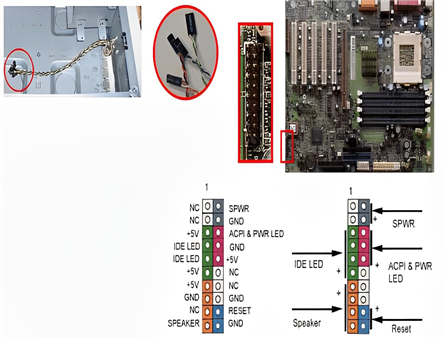 1
NC SPWR
NC GND
+5V ACPI & PWR LED
IDE LED GND
IDE LED +5V
+5V NC
+5V NC
GND GND
NC RESET
SPEAKER GND
1
+
SPWR
IDE LED
ACPI & PWR
LED
+
+
+
Speaker
Reset